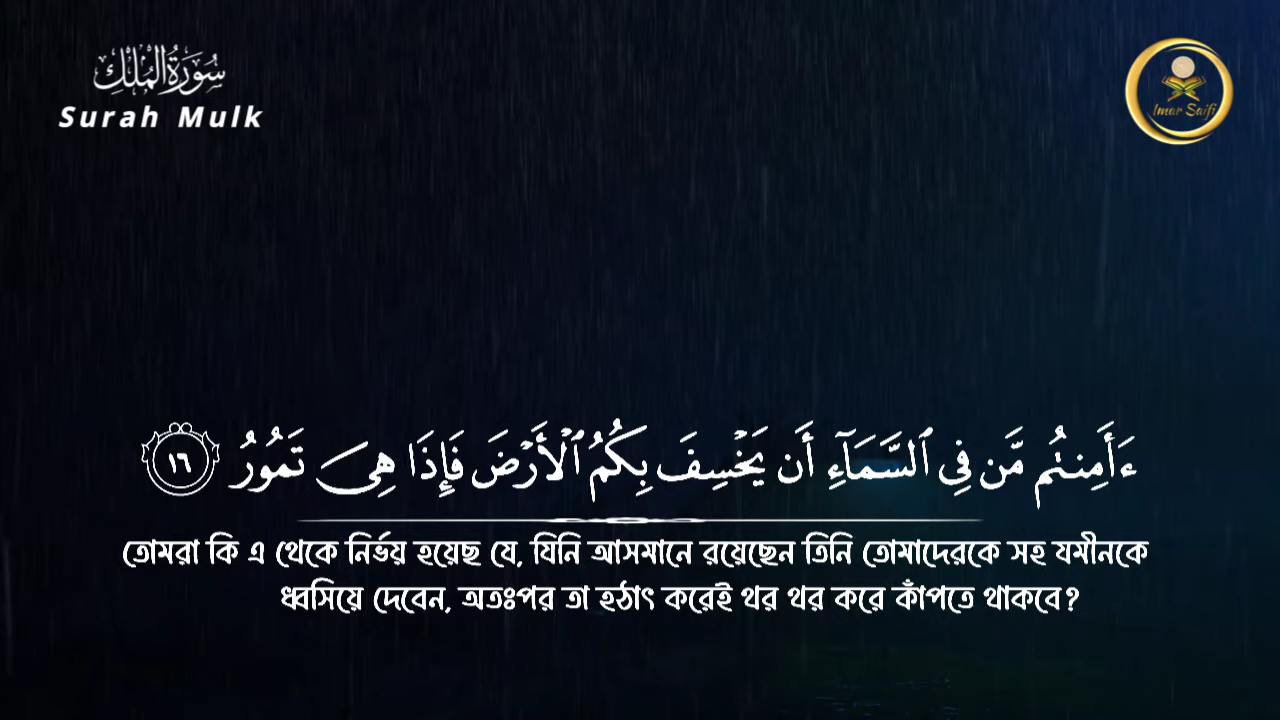 سُورَةُ المُلْكِ
Surah Mulk
Imar Saifi
ءَأَمِنتُم مَّن فِي ٱلسَّمَآءِ أَن يَخْسِفَ بِكُمُ ٱلْأَرْضَ فَإِذَا هِىَ تَمُورُ ١٦
তোমরা কি এ থেকে নির্ভয় হয়েছ যে, যিনি আসমানে রয়েছেন তিনি তোমাদেরকে সহ যমীনকে
ধ্বসিয়ে দেবেন, অতঃপর তা হঠাৎ করেই থর থর করে কাঁপতে থাকবে?